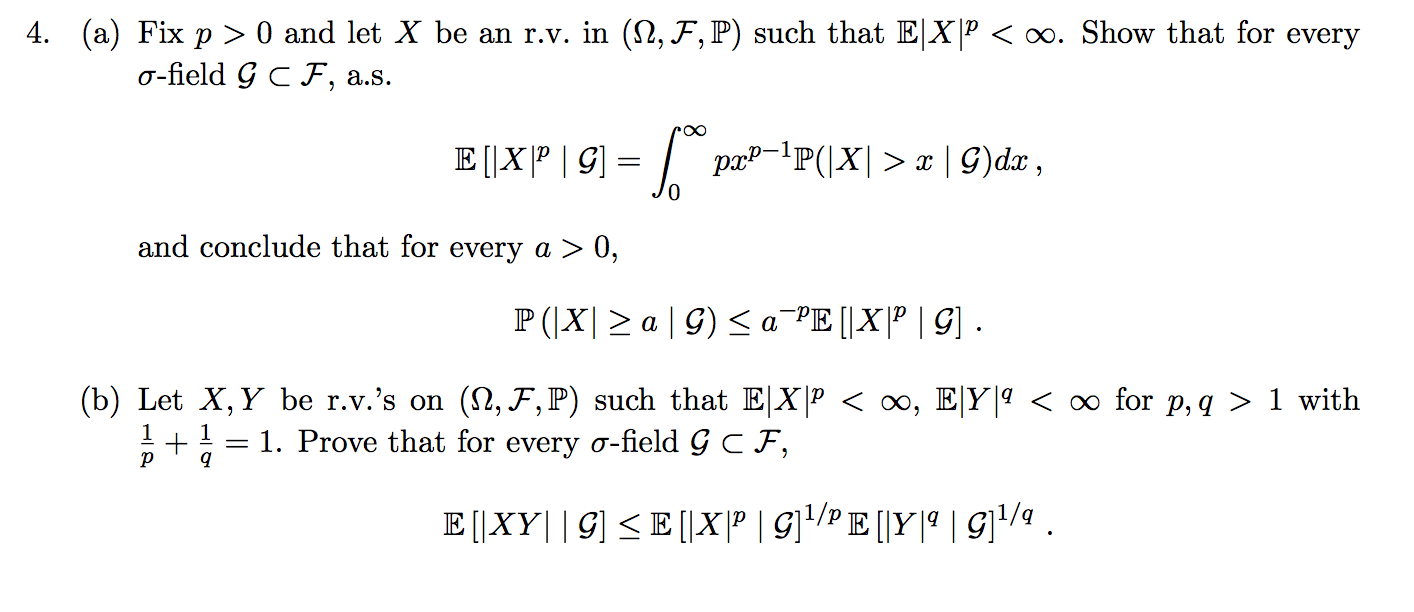 4. (a) Fix p > 0 and let X be an r.v. in (Ω, ℱ, ℙ) such that 𝔼|X|^p < ∞. Show that for every
σ-field 𝒢 ⊂ ℱ, a.s.
𝔼 [|X|^p | 𝒢] = ∫_0^∞ px^{p−1}ℙ(|X| > x | 𝒢)dx ,
and conclude that for every a > 0,
ℙ (|X| ≥ a | 𝒢) ≤ a^{−p}𝔼 [|X|^p | 𝒢] .
(b) Let X, Y be r.v.'s on (Ω, ℱ, ℙ) such that 𝔼|X|^p < ∞, 𝔼|Y|^q < ∞ for p, q > 1 with
1/p + 1/q = 1. Prove that for every σ-field 𝒢 ⊂ ℱ,
𝔼 [|XY| | 𝒢] ≤ 𝔼 [|X|^p | 𝒢]^{1/p} 𝔼 [|Y|^q | 𝒢]^{1/q} .